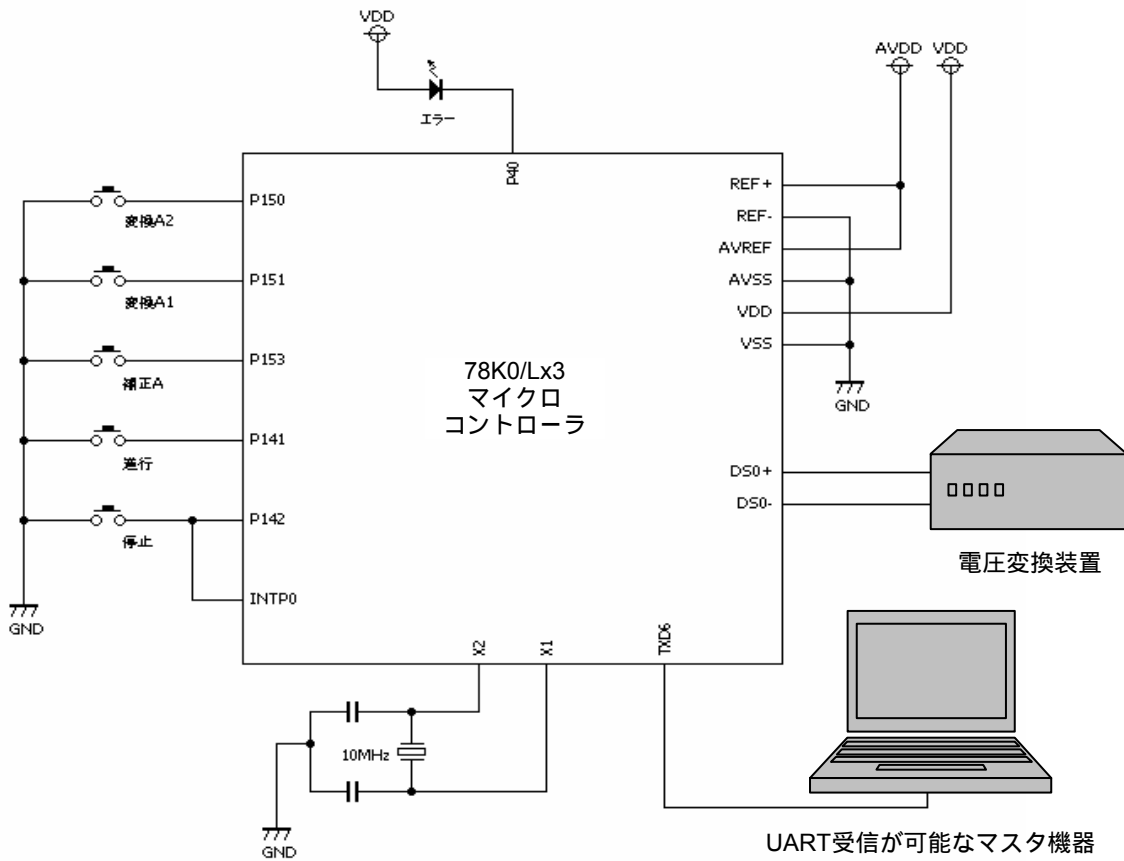 VDD
AVDD VDD
エラー
P40
P150
変換A2
P151
変換A1
P153
補正A
P141
進行
P142
停止
INTP0
GND
78K0/Lx3
マイクロ
コントローラ
REF+
REF-
AVREF
AVSS
VDD
VSS
GND
DS0+
DS0-
電圧変換装置
X2
X1
TXD6
10MHz
GND
UART受信が可能なマスタ機器